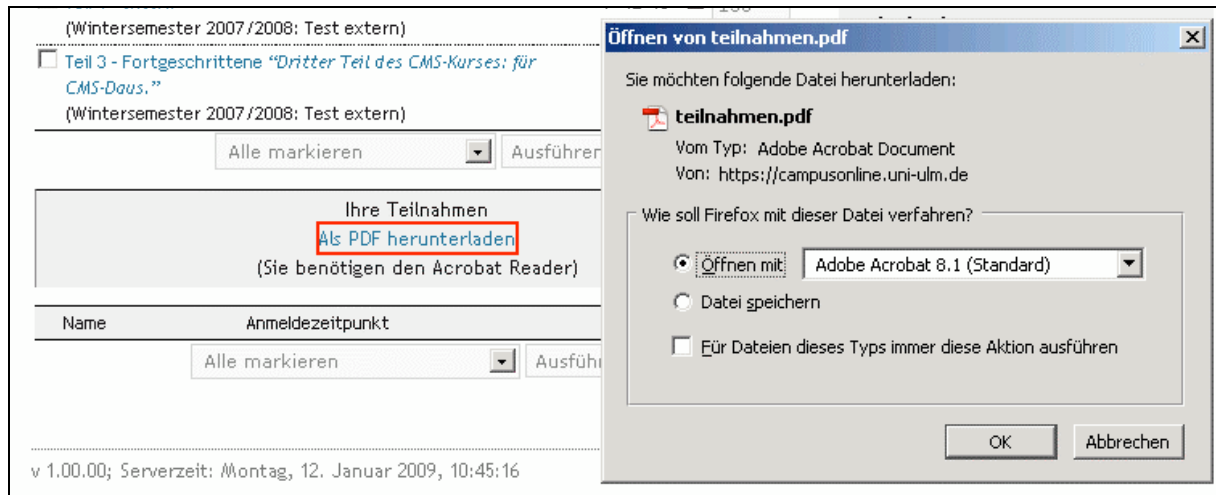 (Wintersemester 2007/2008: Test extern)
Teil 3 - Fortgeschrittene “Dritter Teil des CMS-Kurses: für
CMS-Daus.”
(Wintersemester 2007/2008: Test extern)
Alle markieren
Ausführen
Ihre Teilnahmen
Als PDF herunterladen
(Sie benötigen den Acrobat Reader)
Name Anmeldezeitpunkt
Alle markieren
v 1.00.00; Serverzeit: Montag, 12. Januar 2009, 10:45:16
Öffnen von teilnahmen.pdf
Sie möchten folgende Datei herunterladen:
teilnahmen.pdf
Vom Typ: Adobe Acrobat Document
Von: https://campusonline.uni-ulm.de
Wie soll Firefox mit dieser Datei verfahren?
Öffnen mit Adobe Acrobat 8.1 (Standard)
Datei speichern
Für Dateien dieses Typs immer diese Aktion ausführen
OK Abbrechen